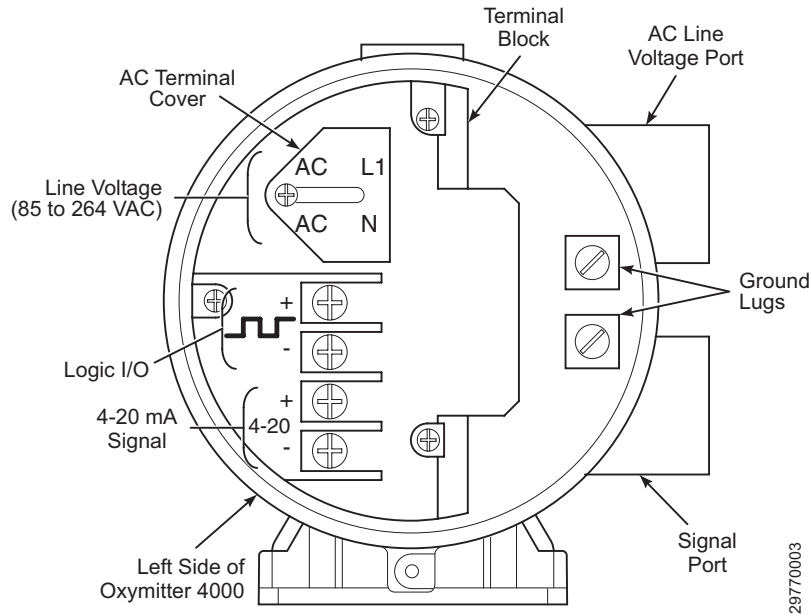 Terminal
Block
AC Line
Voltage Port
AC Terminal
Cover
AC L1
Line Voltage
(85 to 264 VAC)
AC N
Ground
Lugs
+
-
Logic I/O
+
4-20 mA
Signal
4-20
-
Left Side of
Oxymitter 4000
Signal
Port
29770003